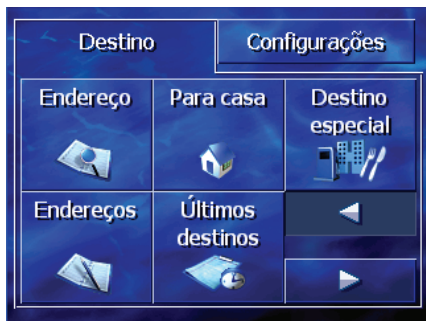 Destino
Configurações
Endereço
Para casa
Destino
especial
Endereços
Últimos
destinos